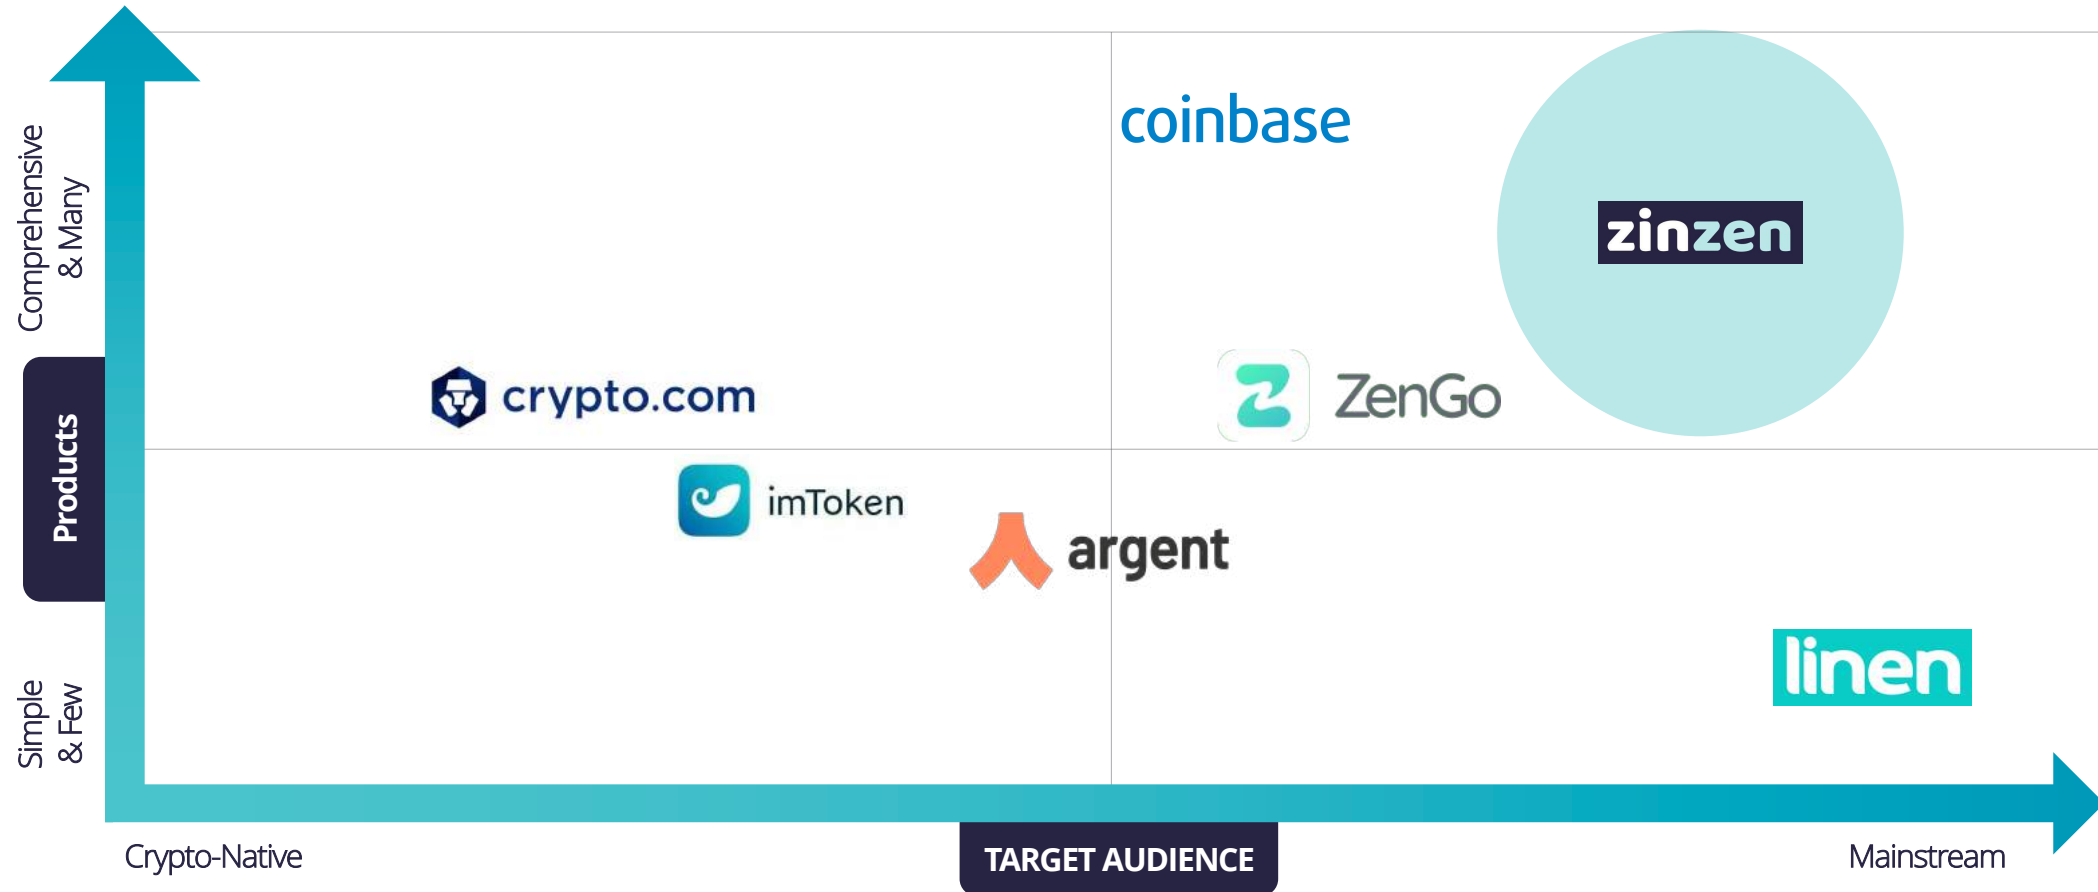 Comprehensive
& Many
coinbase
zinzen
crypto.com
ZenGo
Products
imToken
argent
Simple
& Few
linen
Crypto-Native
TARGET AUDIENCE
Mainstream